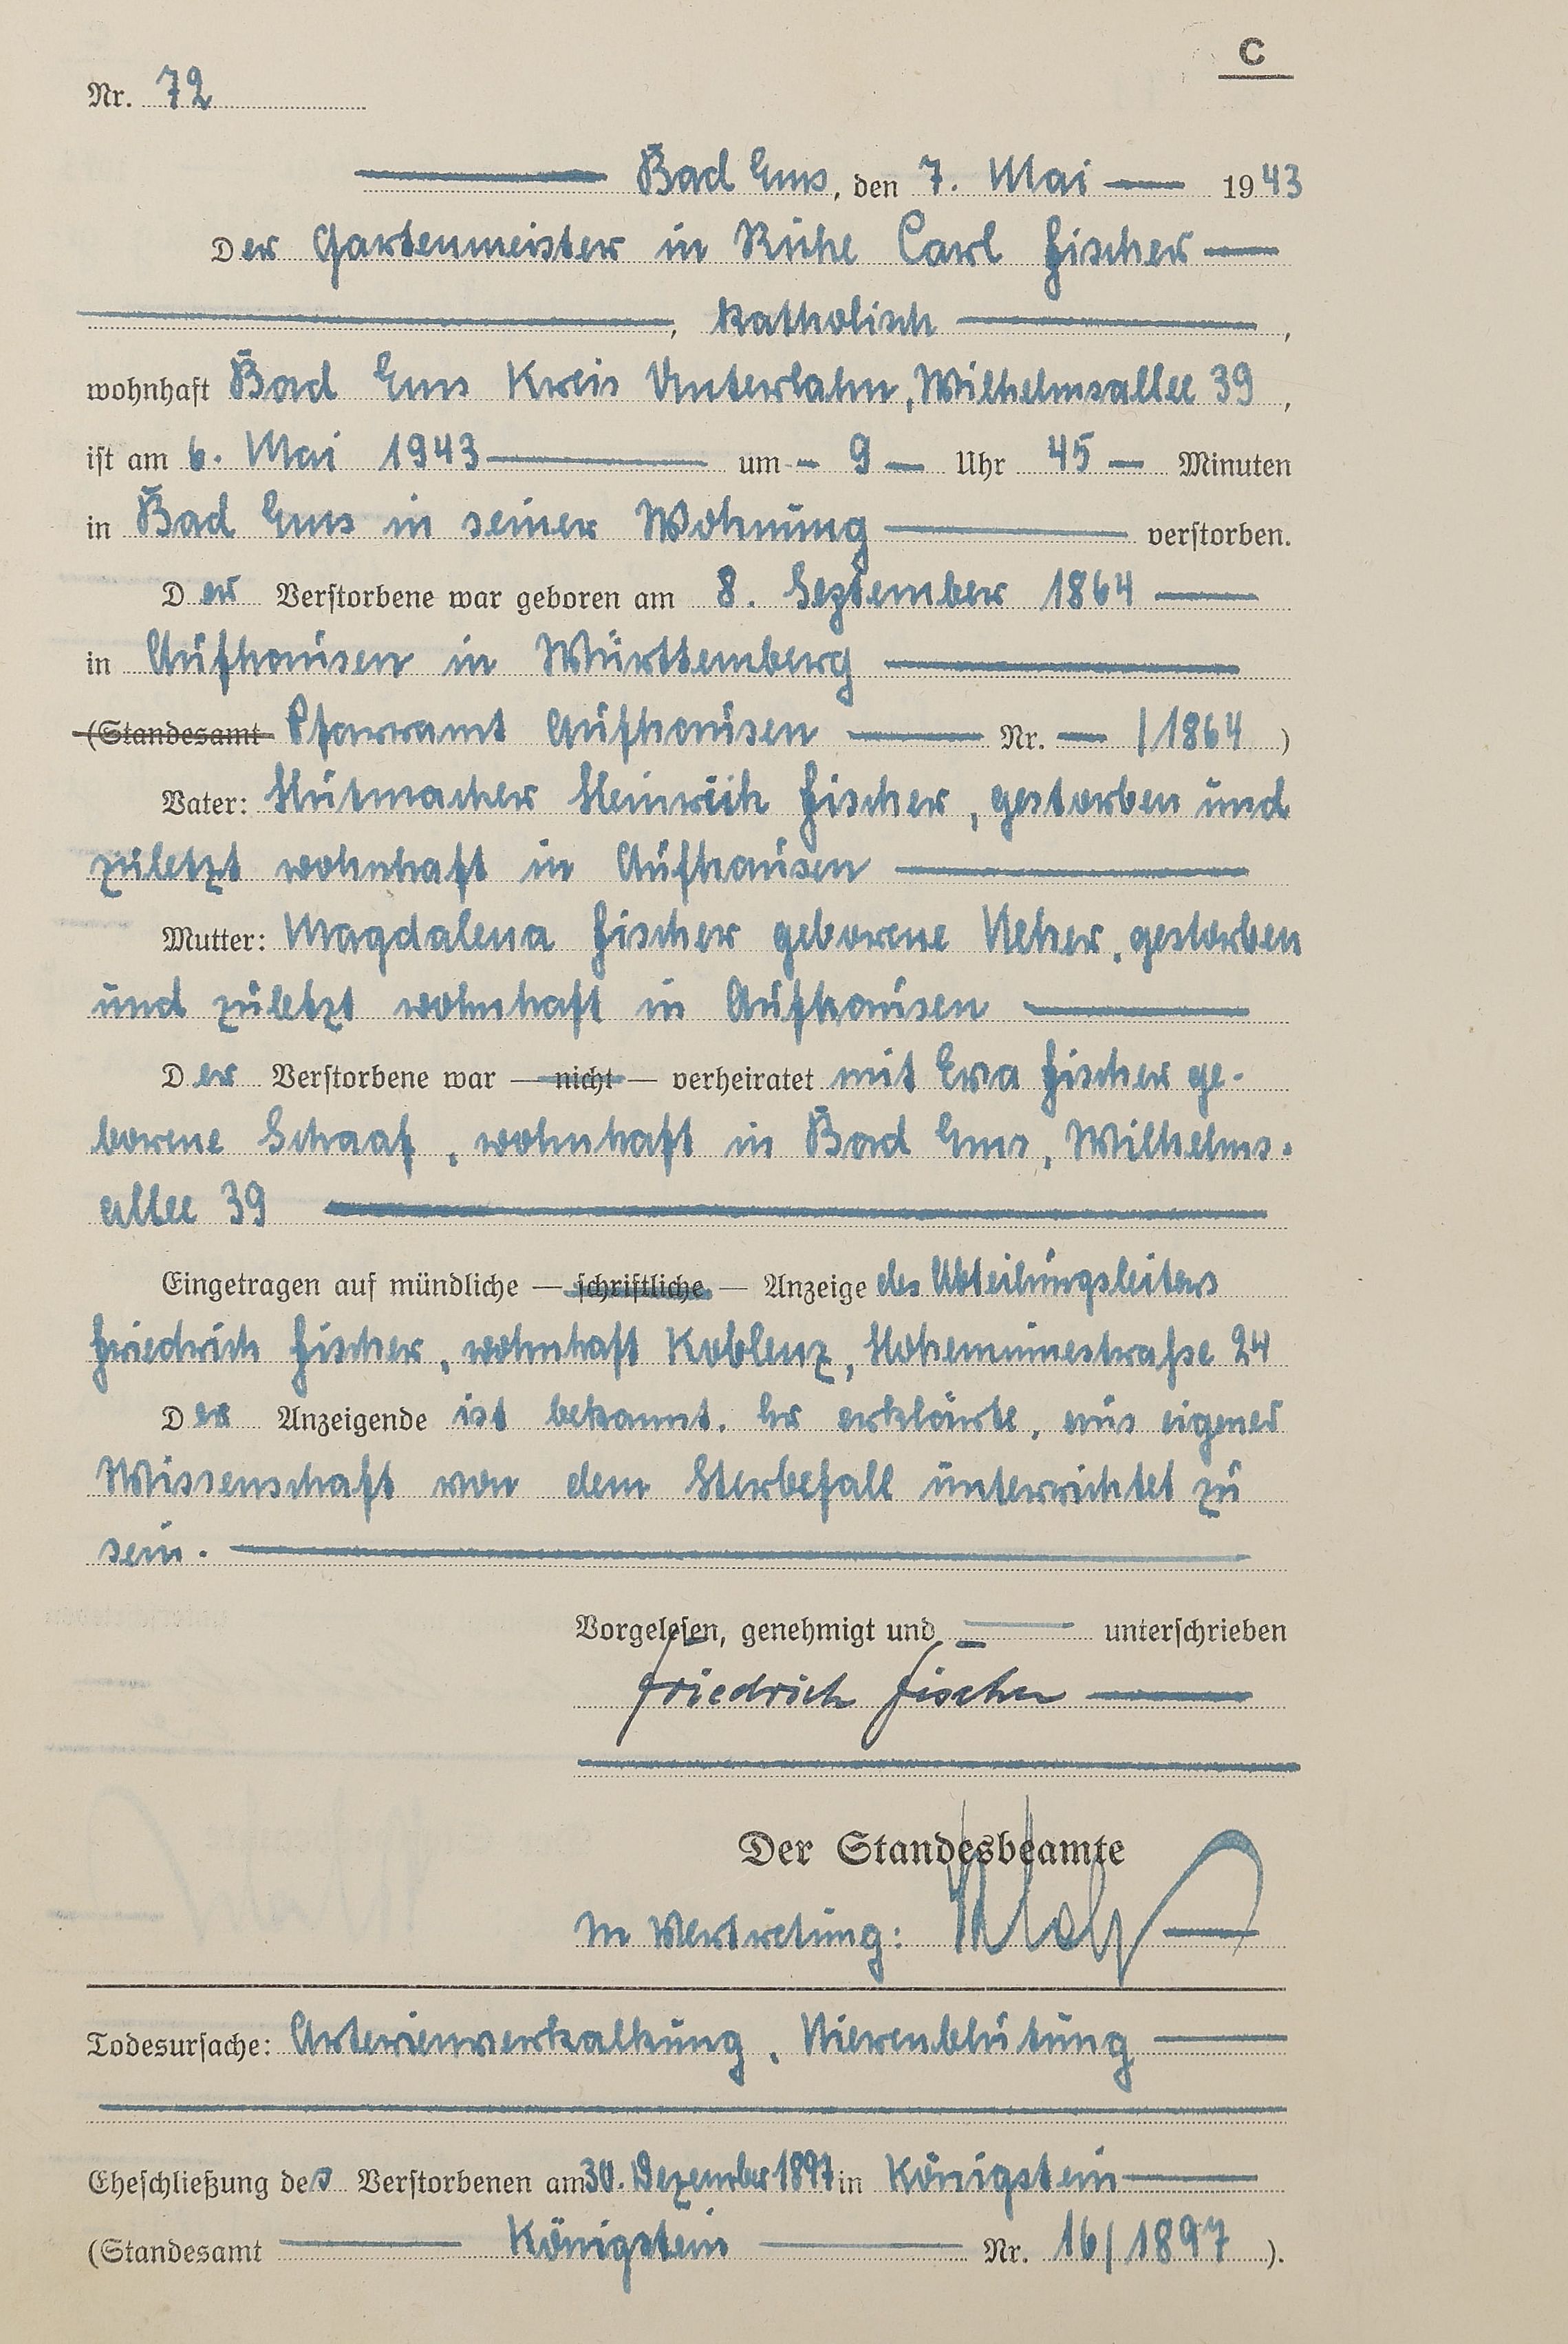 C
Nr. 72
Bad Ems, den 7. Mai 1943
Der Gartenmeister in Ruhe Carl Fischer
, katholisch ,
wohnhaft Bad Ems Kreis Unterlahn, Wilhelmsallee 39 ,
ist am 6. Mai 1943 um 9 Uhr 45 Minuten
in Bad Ems in seiner Wohnung verstorben.
Der Verstorbene war geboren am 8. September 1864
in Aufhausen in Württemberg
(Standesamt Pfarramt Aufhausen Nr. — /1864 )
Vater: Hutmacher Heinrich Fischer, gestorben und
zuletzt wohnhaft in Aufhausen
Mutter: Magdalena Fischer geborene Neher, gestorben
und zuletzt wohnhaft in Aufhausen
Der Verstorbene war — nicht — verheiratet mit Eva Fischer ge-
borene Schaaf, wohnhaft in Bad Ems, Wilhelms-
allee 39
Eingetragen auf mündliche — schriftliche — Anzeige des Abteilungsleiters
Friedrich Fischer, wohnhaft Koblenz, Hohenminestraße 24
Der Anzeigende ist bekannt. Er erklärte, aus eigener
Wissenschaft von dem Sterbefall unterrichtet zu
sein.
Vorgelesen, genehmigt und unterschrieben
Friedrich Fischer
Der Standesbeamte
In Vertretung:
Todesursache: Arterienverkalkung, Nierenblutung
Eheschließung des Verstorbenen am 30. Dezember 1897 in Königstein
(Standesamt Königstein Nr. 16/1897 ).